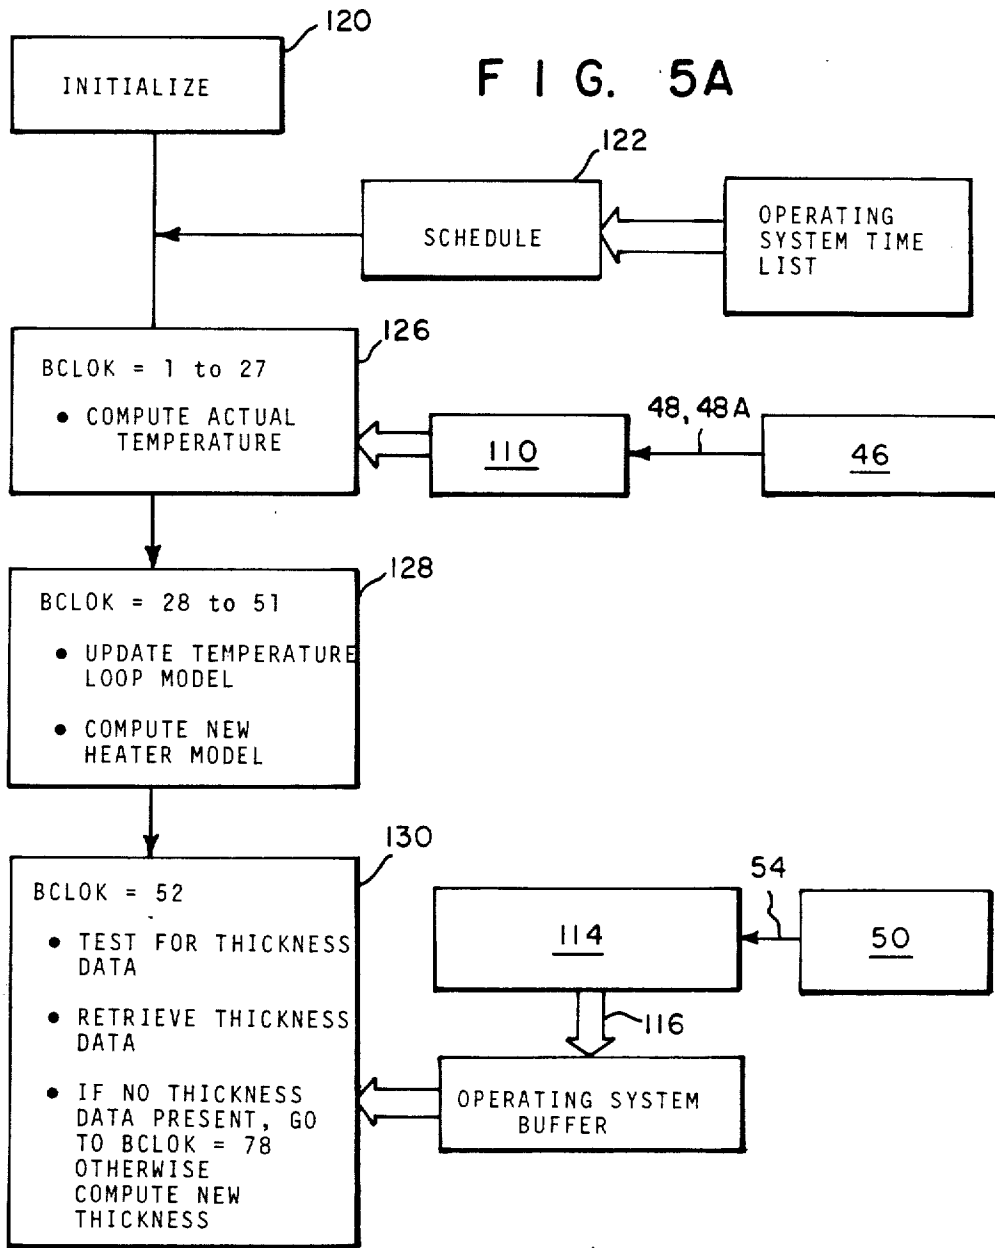 120
INITIALIZE
FIG. 5A
122
SCHEDULE
OPERATING
SYSTEM TIME
LIST
126
BCLOK = 1 to 27
• COMPUTE ACTUAL
TEMPERATURE
110
48, 48A
46
128
BCLOK = 28 to 51
• UPDATE TEMPERATURE
LOOP MODEL
• COMPUTE NEW
HEATER MODEL
130
BCLOK = 52
• TEST FOR THICKNESS
DATA
• RETRIEVE THICKNESS
DATA
• IF NO THICKNESS
DATA PRESENT, GO
TO BCLOK = 78
OTHERWISE
COMPUTE NEW
THICKNESS
114
54
50
116
OPERATING SYSTEM
BUFFER